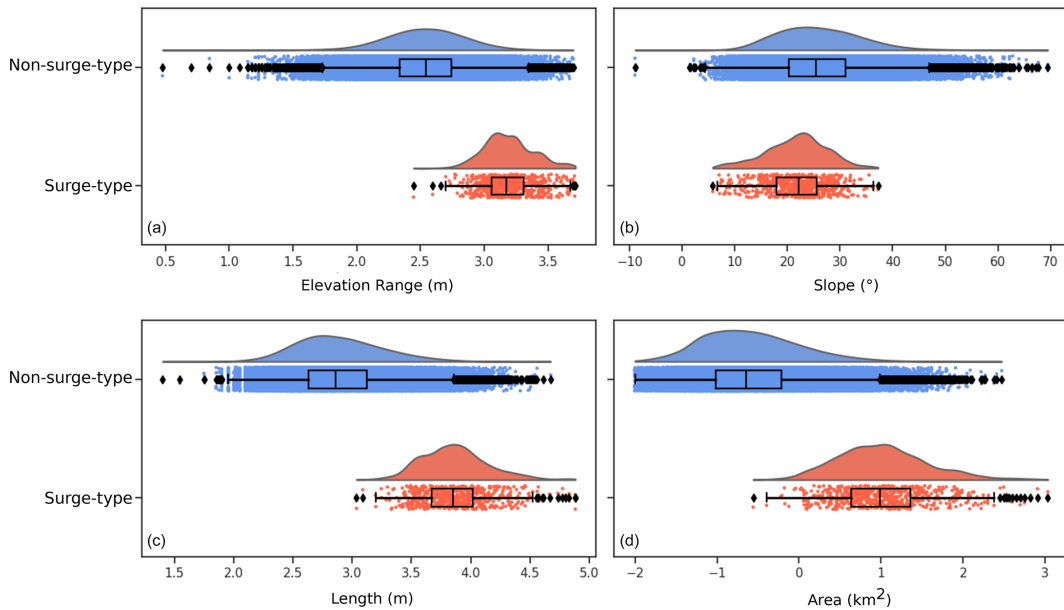 Non-surge-type
Surge-type
(a)
0.5 1.0 1.5 2.0 2.5 3.0 3.5
Elevation Range (m)
(b)
−10 0 10 20 30 40 50 60 70
Slope (°)
Non-surge-type
Surge-type
(c)
1.5 2.0 2.5 3.0 3.5 4.0 4.5 5.0
Length (m)
(d)
−2 −1 0 1 2 3
Area (km²)